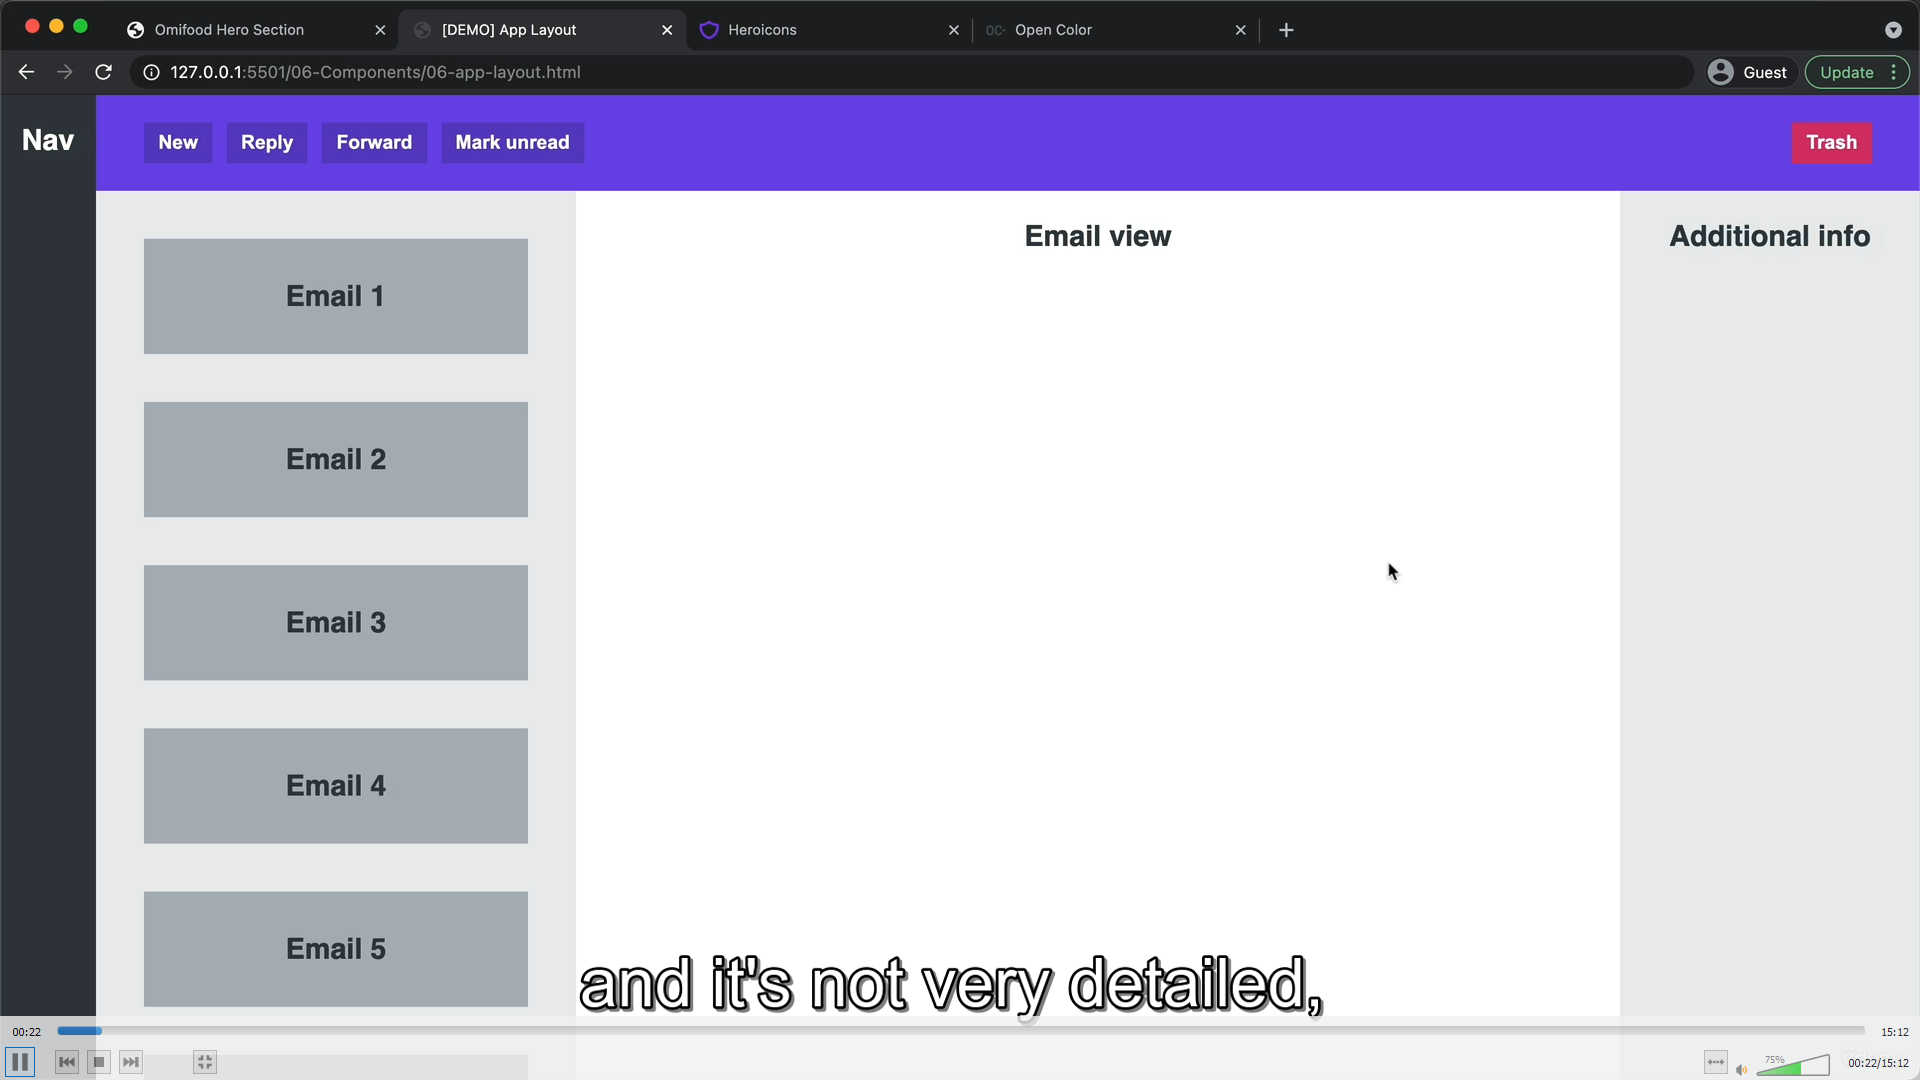 Omifood Hero Section
[DEMO] App Layout
Heroicons
OC- Open Color
127.0.0.1:5501/06-Components/06-app-layout.html
Guest
Update
Nav
New
Reply
Forward
Mark unread
Trash
Email 1
Email 2
Email 3
Email 4
Email 5
Email view
Additional info
and it's not very detailed,
00:22
15:12
75%
00:22/15:12